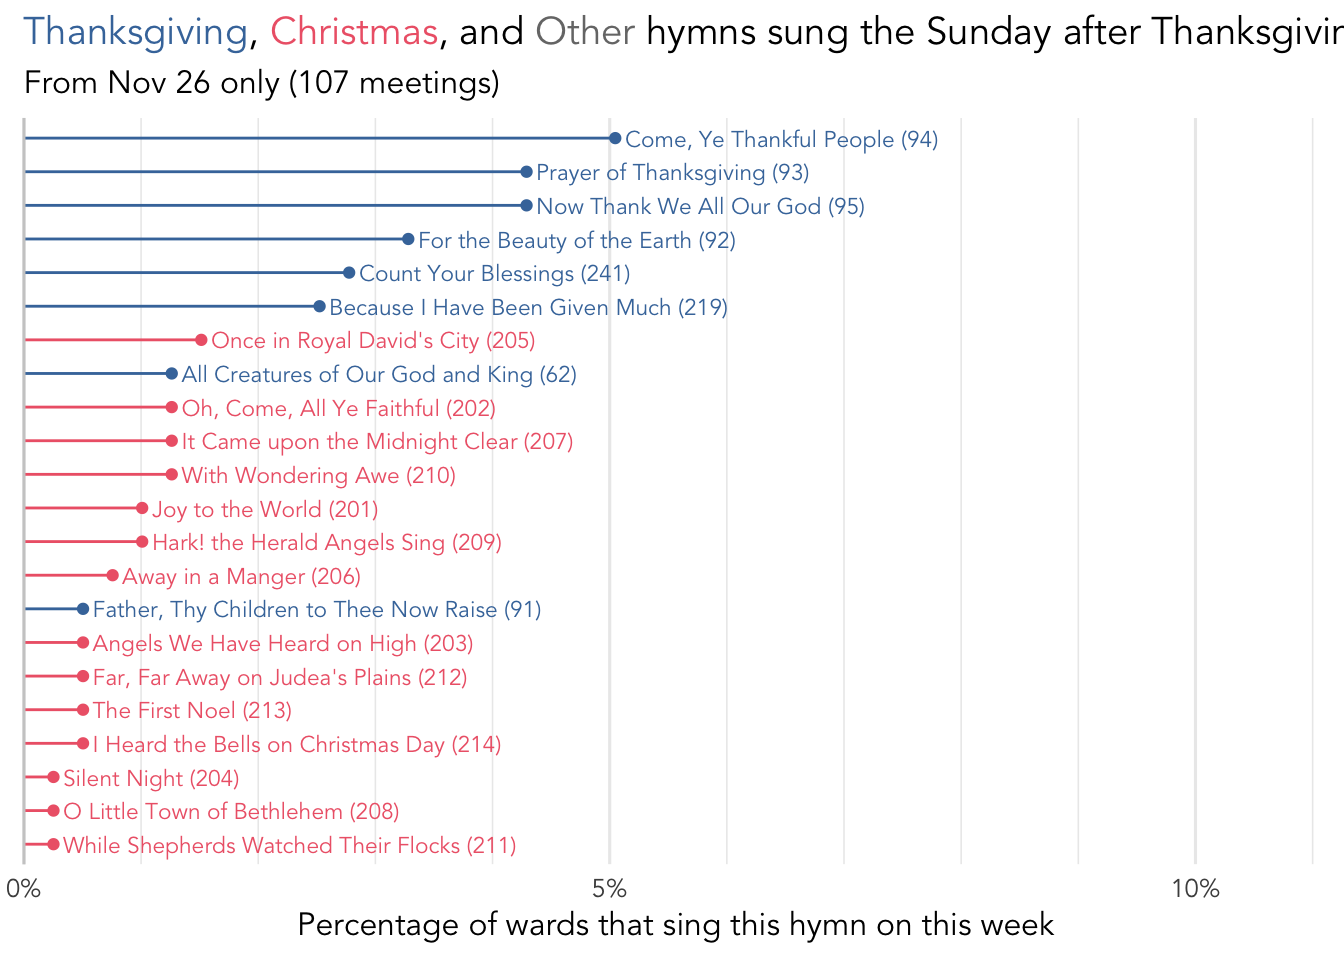 Thanksgiving, Christmas, and Other hymns sung the Sunday after Thanksgivin
From Nov 26 only (107 meetings)
Come, Ye Thankful People (94)
Prayer of Thanksgiving (93)
Now Thank We All Our God (95)
For the Beauty of the Earth (92)
Count Your Blessings (241)
Because I Have Been Given Much (219)
Once in Royal David's City (205)
All Creatures of Our God and King (62)
Oh, Come, All Ye Faithful (202)
It Came upon the Midnight Clear (207)
With Wondering Awe (210)
Joy to the World (201)
Hark! the Herald Angels Sing (209)
Away in a Manger (206)
Father, Thy Children to Thee Now Raise (91)
Angels We Have Heard on High (203)
Far, Far Away on Judea's Plains (212)
The First Noel (213)
I Heard the Bells on Christmas Day (214)
Silent Night (204)
O Little Town of Bethlehem (208)
While Shepherds Watched Their Flocks (211)
0% 5% 10%
Percentage of wards that sing this hymn on this week